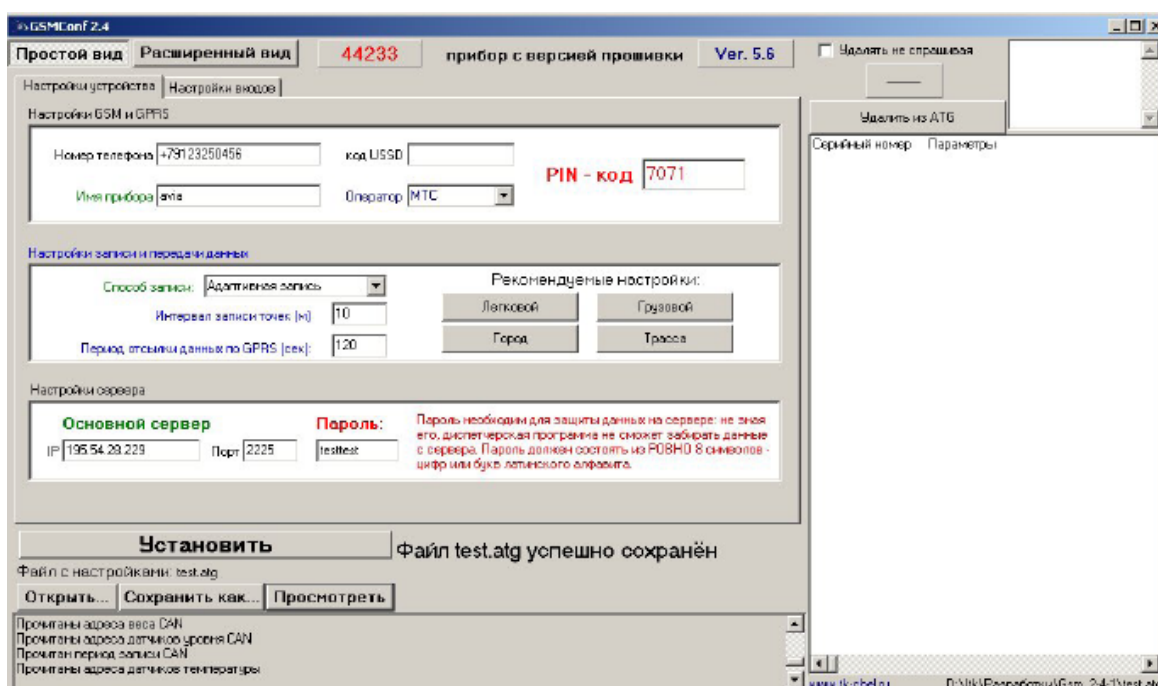 GSMConf 2.4
Простой вид Расширенный вид 44233 прибор с версией прошивки Ver. 5.6
Удалять не спрашивая
Настройки устройства Настройки входов
Удалить из ATG
Серийный номер Параметры
Настройки GSM и GPRS
Номер телефона +79123250456 код USSD
PIN - код 7071
Имя прибора avia Оператор МТС
Настройки записи и передачи данных
Способ записи: Адаптивная запись Рекомендуемые настройки:
Интервал записи точек (м) 10 Легковой Грузовой
Период отсылки данных по GPRS (сек): 120 Город Трасса
Настройки сервера
Основной сервер Пароль:
IP 195.54.28.229 Порт 2225 testtest
Пароль необходим для защиты данных на сервере: не зная
его, диспетчерская программа не сможет забирать данные
с сервера. Пароль должен состоять из РОВНО 8 символов -
цифр или букв латинского алфавита.
Установить Файл test.atg успешно сохранён
Файл с настройками: test.atg
Открыть... Сохранить как... Просмотреть
Прочитаны адреса веса CAN
Прочитаны адреса датчиков уровня CAN
Прочитан период записи CAN
Прочитаны адреса датчиков температуры